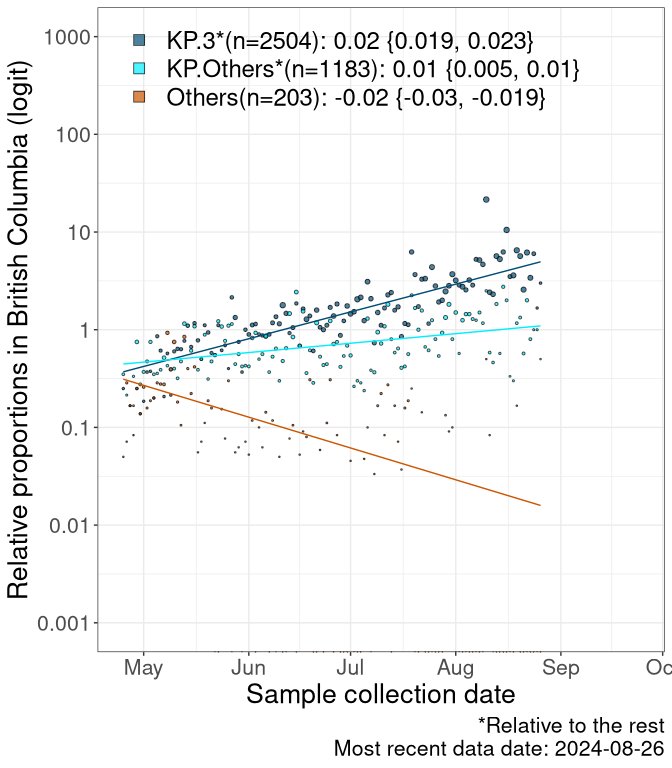 KP.3*(n=2504): 0.02 {0.019, 0.023}
KP.Others*(n=1183): 0.01 {0.005, 0.01}
Others(n=203): -0.02 {-0.03, -0.019}
Relative proportions in British Columbia (logit)
1000
100
10
1
0.1
0.01
0.001
May Jun Jul Aug Sep Oc
Sample collection date
*Relative to the rest
Most recent data date: 2024-08-26